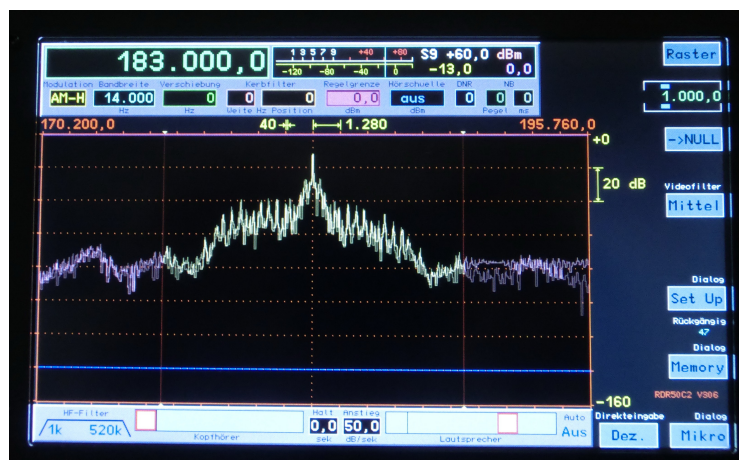 183.000,0
1 3 5 7 9 +40 +80 S9 +60,0 dBm
-120 -80 -40 0 -13,0 0,0
Modulation Bandbreite Verschiebung Kerbfilter Regelgrenze Hörschwelle DNR NB
AM-H 14.000 0 0 0 0,0 aus 0 0 0
Hz Hz Weite Hz Position dBm dBm Pegel ms
170.200,0 40 1.280 195.760,0
+0
20 dB
-160
Raster
1.000,0
->NULL
Videofilter
Mittel
Dialog
Set Up
Rückgängig
47
Dialog
Memory
RDR50C2 V306
HF-Filter
1k 520k
Kopthörer
Halt Anstieg
0,0 50,0
sek dB/sek
Lautsprecher
Auto
Aus
Direkteingabe
Dez.
Dialog
Mikro